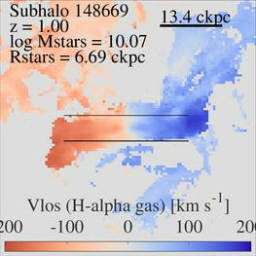 Subhalo 148669
13.4 ckpc
z = 1.00
log Mstars = 10.07
Rstars = 6.69 ckpc
Vlos (H-alpha gas) [km s⁻¹]
200 -100 0 100 200